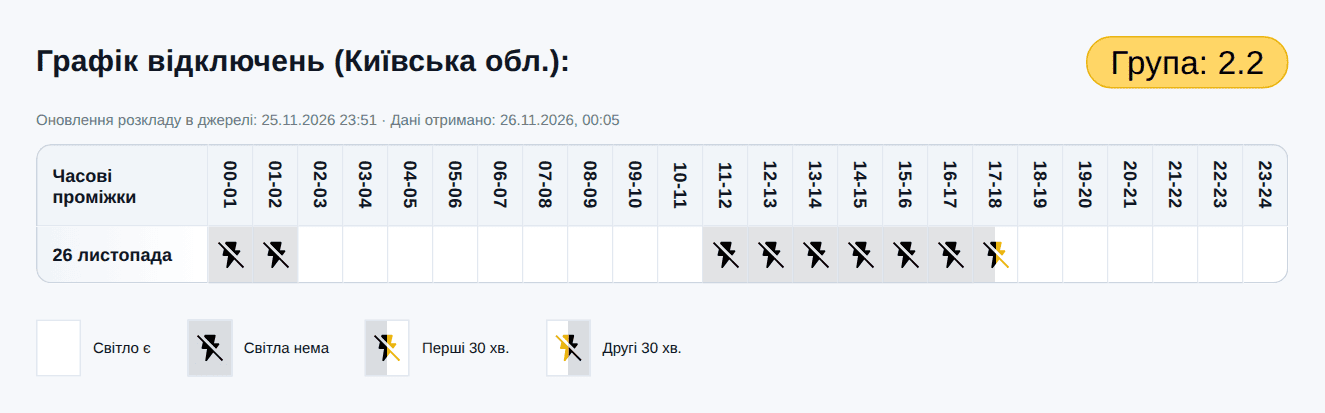 Графік відключень (Київська обл.):
Група: 2.2
Оновлення розкладу в джерелі: 25.11.2026 23:51 · Дані отримано: 26.11.2026, 00:05
Часові
проміжки
00-01
01-02
02-03
03-04
04-05
05-06
06-07
07-08
08-09
09-10
10-11
11-12
12-13
13-14
14-15
15-16
16-17
17-18
18-19
19-20
20-21
21-22
22-23
23-24
26 листопада
Світло є
Світла нема
Перші 30 хв.
Другі 30 хв.